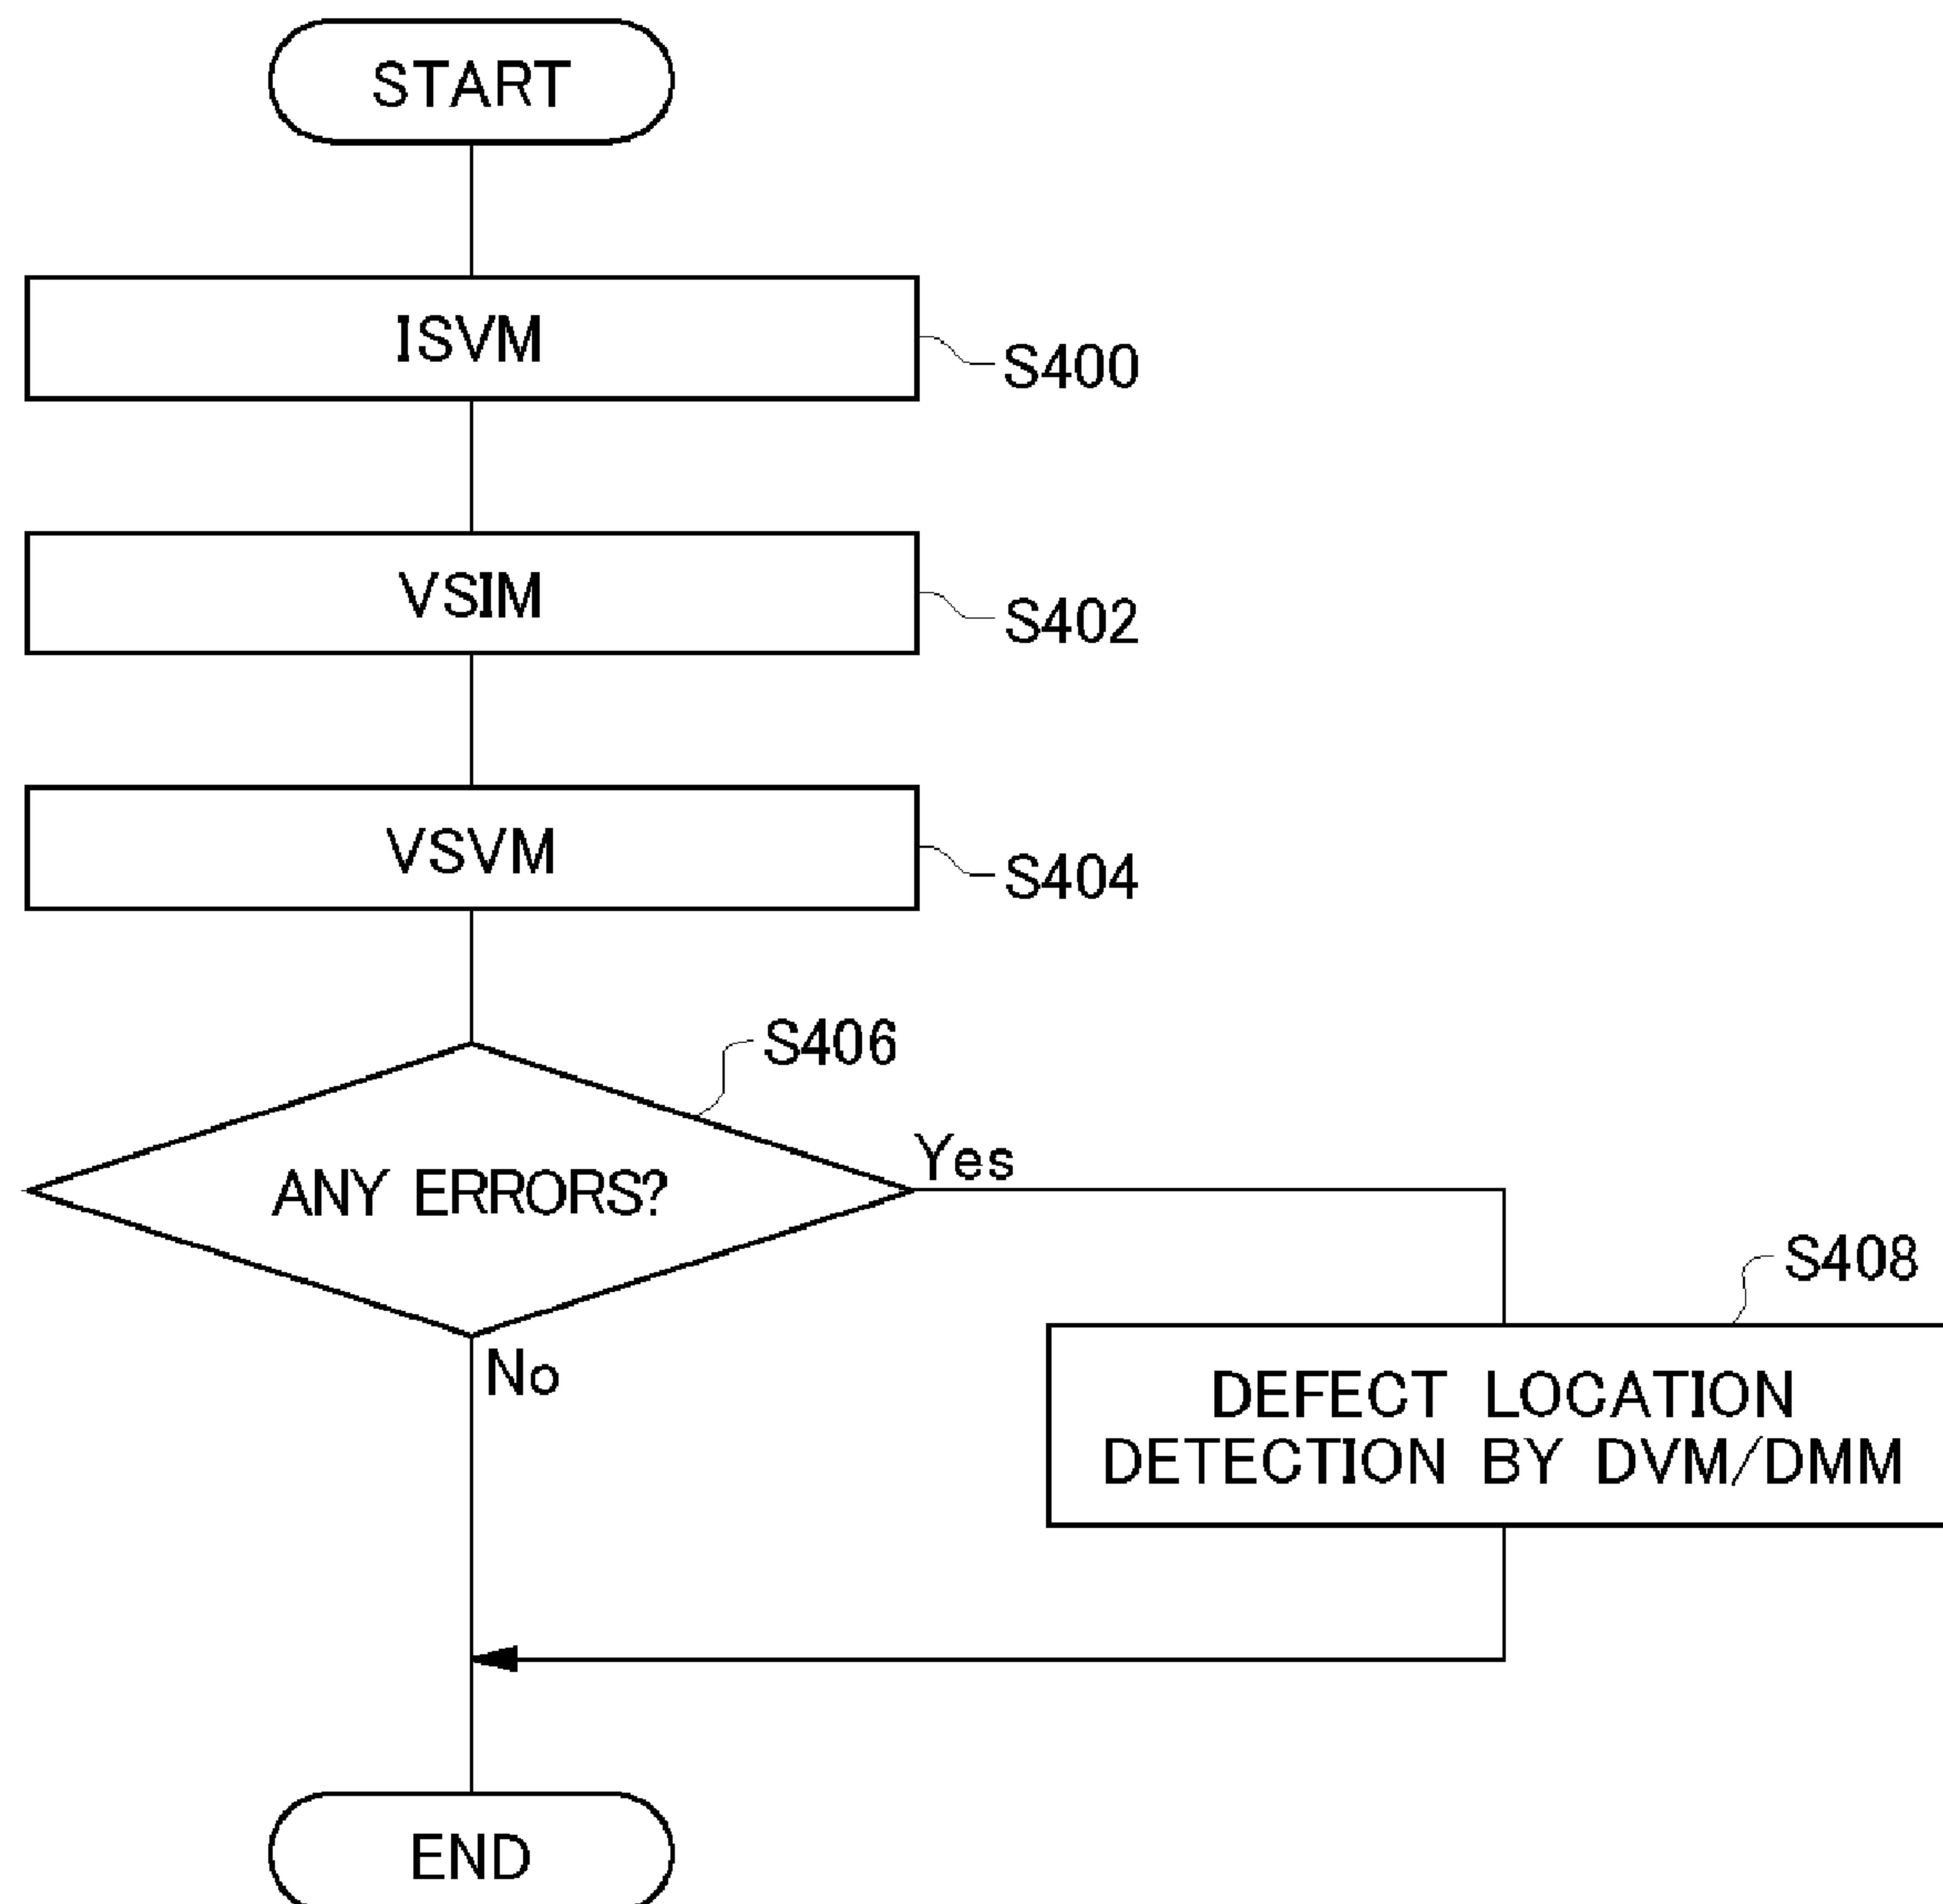 START
ISVM
S400
VSIM
S402
VSVM
S404
S406
ANY ERRORS?
Yes
No
S408
DEFECT LOCATION
DETECTION BY DVM/DMM
END